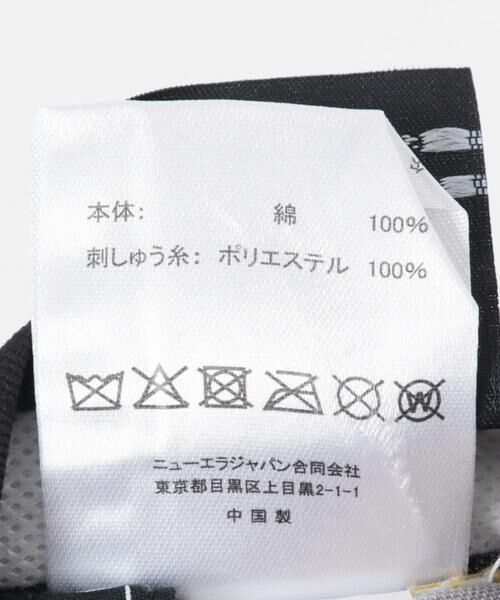 本体： 綿 100%
刺しゅう糸： ポリエステル 100%
W
ニューエラジャパン合同会社
東京都目黒区上目黒2-1-1
中国製